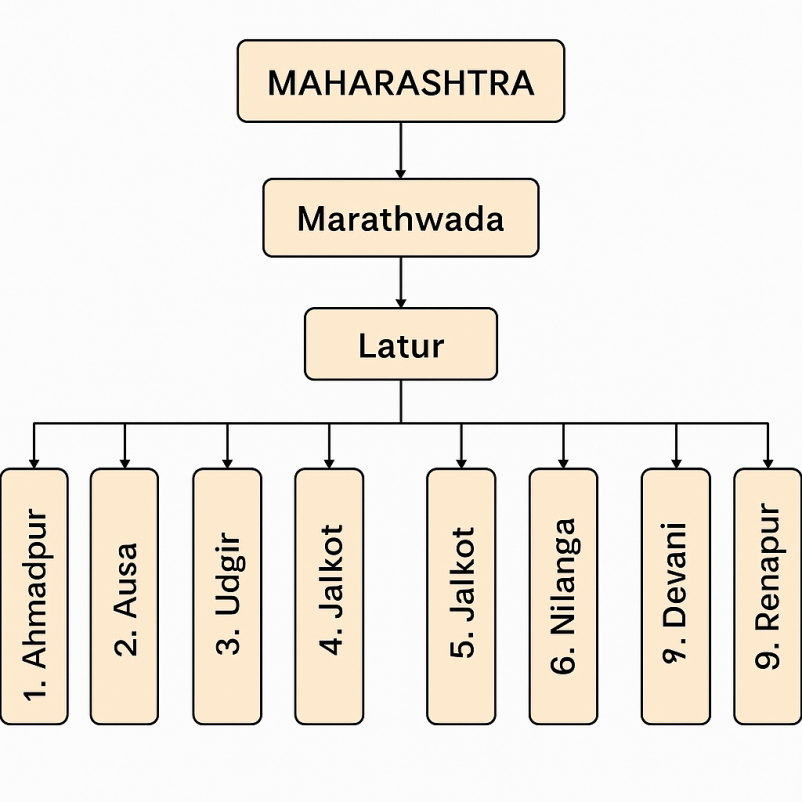 MAHARASHTRA
Marathwada
Latur
1. Ahmadpur
2. Ausa
3. Udgir
4. Jalkot
5. Jalkot
6. Nilanga
9. Devani
9. Renapur